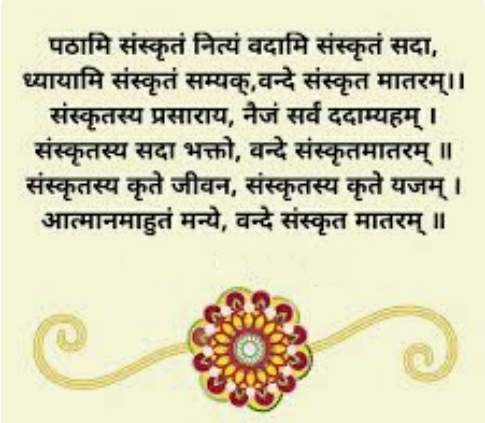 पठामि संस्कृतं नित्यं वदामि संस्कृतं सदा,
ध्यायामि संस्कृतं सम्यक्,वन्दे संस्कृत मातरम्।।
संस्कृतस्य प्रसाराय, नैजं सर्वं ददाम्यहम् ।
संस्कृतस्य सदा भक्तो, वन्दे संस्कृतमातरम् ॥
संस्कृतस्य कृते जीवन, संस्कृतस्य कृते यजम् ।
आत्मानमाहुतं मन्ये, वन्दे संस्कृत मातरम् ॥